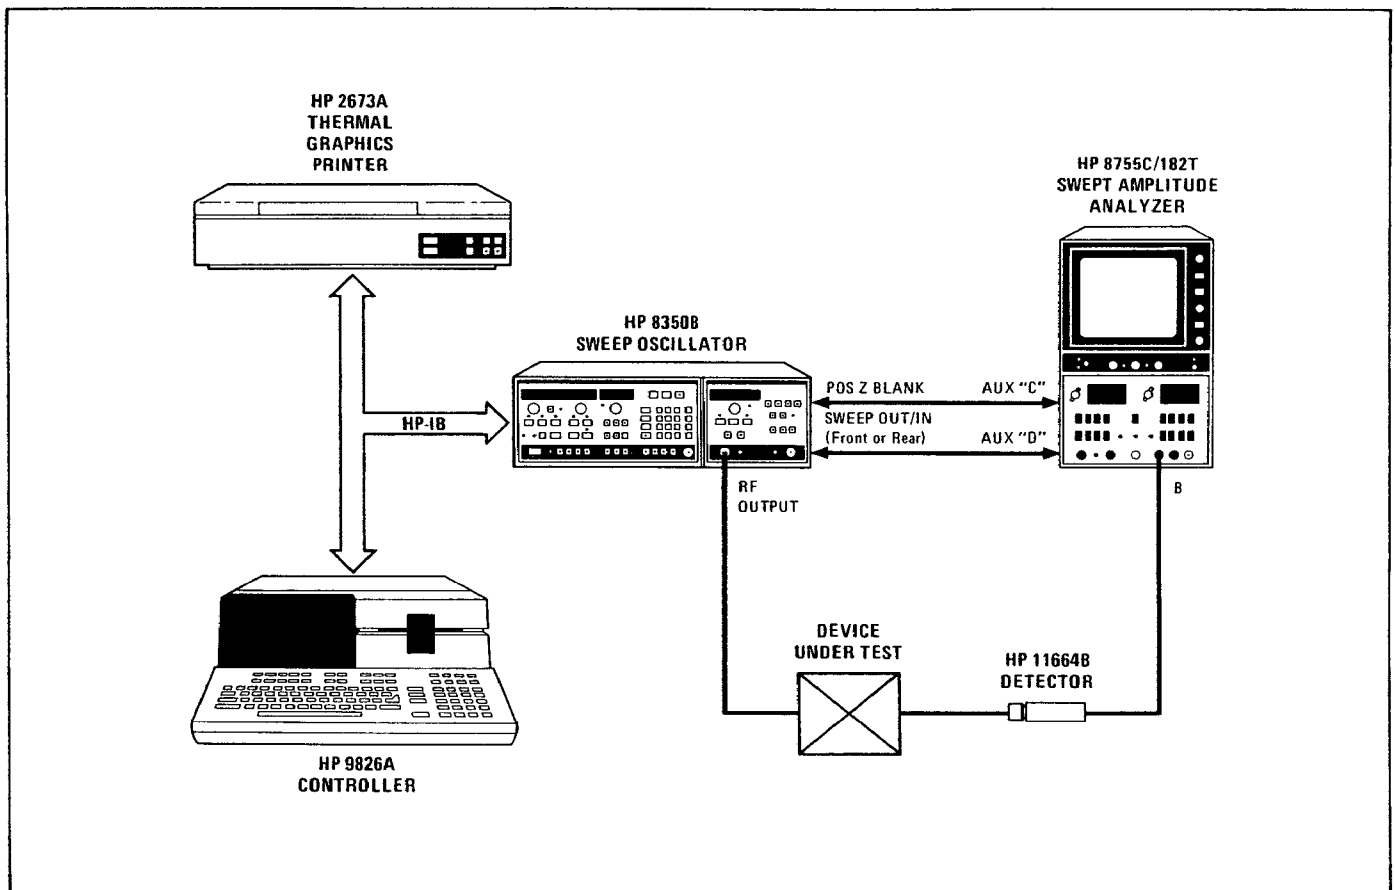 HP 2673A
THERMAL
GRAPHICS
PRINTER
HP 8755C/182T
SWEPT AMPLITUDE
ANALYZER
HP 8350B
SWEEP OSCILLATOR
POS Z BLANK
AUX "C"
HP-IB
SWEEP OUT/IN
(Front or Rear)
AUX "D"
RF
OUTPUT
B
DEVICE
UNDER TEST
HP 11664B
DETECTOR
HP 9826A
CONTROLLER